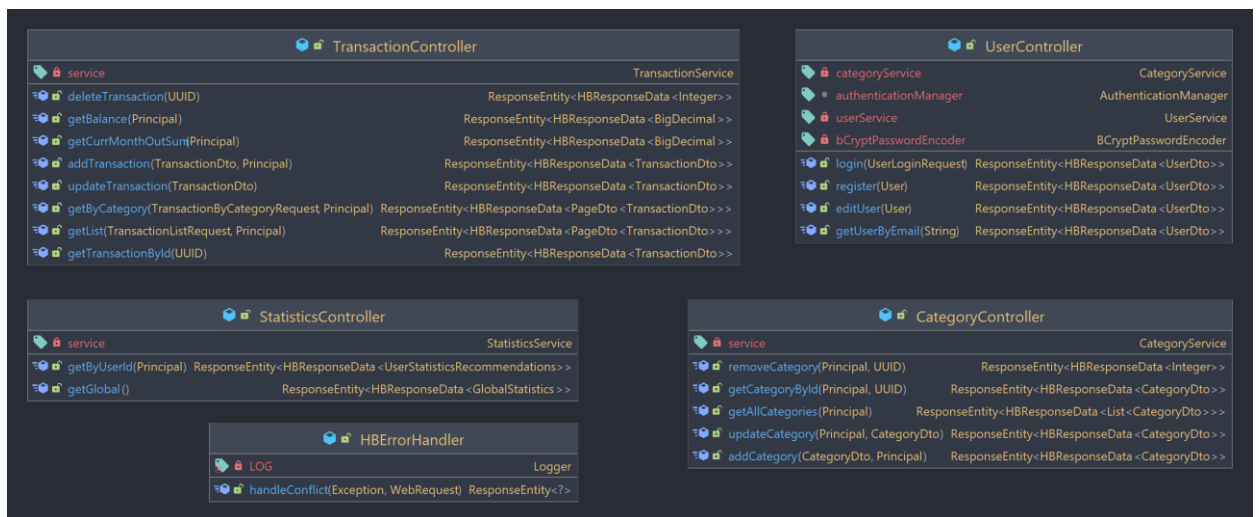 TransactionController
service TransactionService
deleteTransaction(UUID) ResponseEntity<HBResponseData<Integer>>
getBalance(Principal) ResponseEntity<HBResponseData<BigDecimal>>
getCurrMonthOutSum(Principal) ResponseEntity<HBResponseData<BigDecimal>>
addTransaction(TransactionDto, Principal) ResponseEntity<HBResponseData<TransactionDto>>
updateTransaction(TransactionDto) ResponseEntity<HBResponseData<TransactionDto>>
getByCategory(TransactionByCategoryRequest, Principal) ResponseEntity<HBResponseData<PageDto<TransactionDto>>>
getList(TransactionListRequest, Principal) ResponseEntity<HBResponseData<PageDto<TransactionDto>>>
getTransactionById(UUID) ResponseEntity<HBResponseData<TransactionDto>>
UserController
categoryService CategoryService
authenticationManager AuthenticationManager
userService UserService
bCryptPasswordEncoder BCryptPasswordEncoder
login(UserLoginRequest) ResponseEntity<HBResponseData<UserDto>>
register(User) ResponseEntity<HBResponseData<UserDto>>
editUser(User) ResponseEntity<HBResponseData<UserDto>>
getUserByEmail(String) ResponseEntity<HBResponseData<UserDto>>
StatisticsController
service StatisticsService
getByUserId(Principal) ResponseEntity<HBResponseData<UserStatisticsRecommendations>>
getGlobal() ResponseEntity<HBResponseData<GlobalStatistics>>
CategoryController
service CategoryService
removeCategory(Principal, UUID) ResponseEntity<HBResponseData<Integer>>
getCategoryById(Principal, UUID) ResponseEntity<HBResponseData<CategoryDto>>
getAllCategories(Principal) ResponseEntity<HBResponseData<List<CategoryDto>>>
updateCategory(Principal, CategoryDto) ResponseEntity<HBResponseData<CategoryDto>>
addCategory(CategoryDto, Principal) ResponseEntity<HBResponseData<CategoryDto>>
HBErrorHandler
LOG Logger
handleConflict(Exception, WebRequest) ResponseEntity<?>